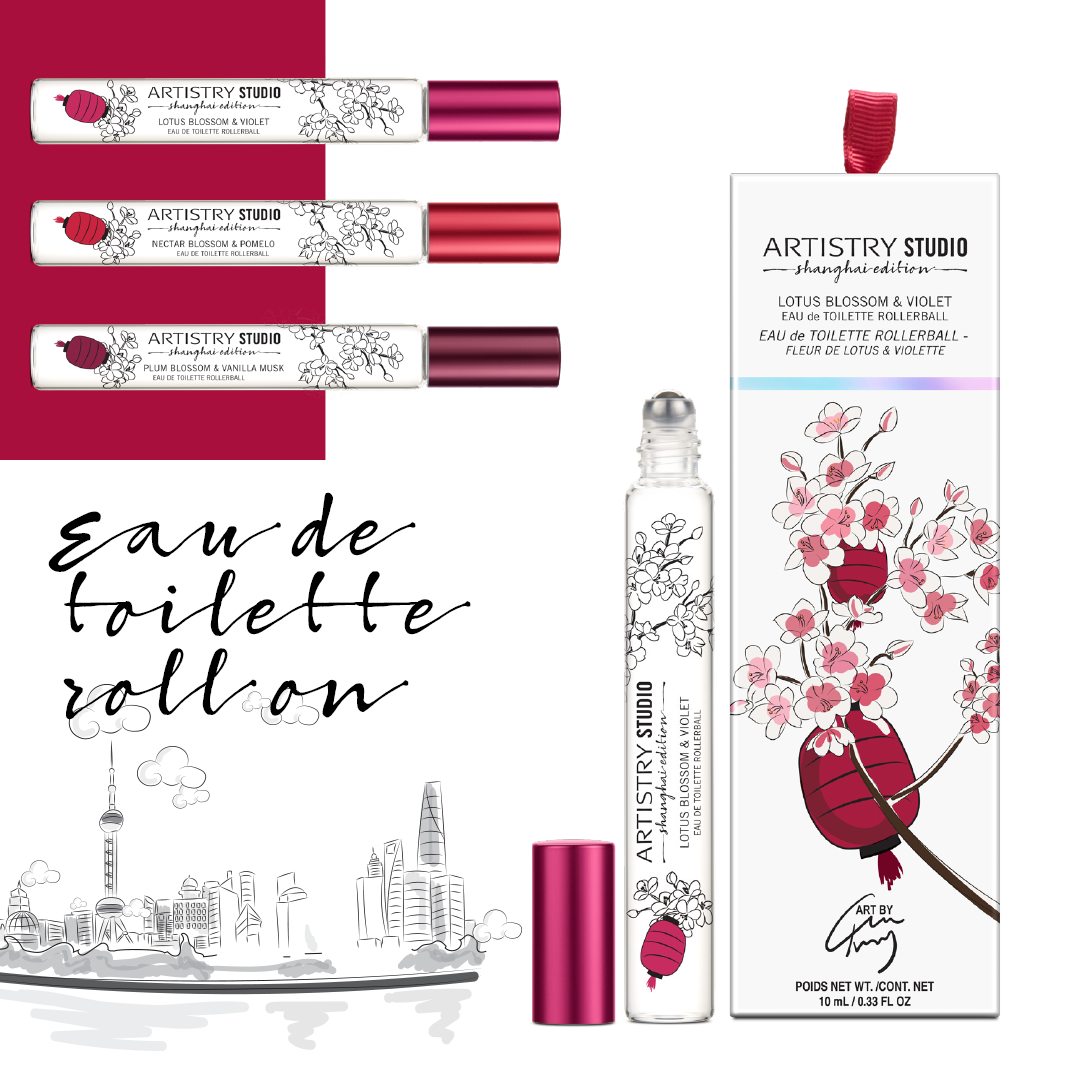 ARTISTRY STUDIO
shanghai edition
LOTUS BLOSSOM & VIOLET
EAU DE TOILETTE ROLLERBALL
ARTISTRY STUDIO
shanghai edition
NECTAR BLOSSOM & POMELO
EAU DE TOILETTE ROLLERBALL
ARTISTRY STUDIO
shanghai edition
PLUM BLOSSOM & VANILLA MUSK
EAU DE TOILETTE ROLLERBALL
Eau de
toilette
roll on
ARTISTRY STUDIO
shanghai edition
LOTUS BLOSSOM & VIOLET
EAU DE TOILETTE ROLLERBALL
ARTISTRY STUDIO
shanghai edition
LOTUS BLOSSOM & VIOLET
EAU de TOILETTE ROLLERBALL
EAU de TOILETTE ROLLERBALL -
FLEUR DE LOTUS & VIOLETTE
ART BY
POIDS NET WT. /CONT. NET
10 mL / 0.33 FL OZ